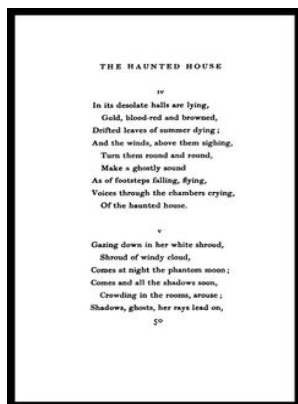 THE HAUNTED HOUSE
IV
In its desolate halls are lying,
Gold, blood-red and browned,
Drifted leaves of summer dying;
And the winds, above them sighing,
Turn them round and round,
Make a ghostly sound
As of footsteps falling, flying,
Voices through the chambers crying,
Of the haunted house.
V
Gazing down in her white shroud,
Shroud of windy cloud,
Comes at night the phantom moon;
Comes and all the shadows soon,
Crowding in the rooms, arouse;
Shadows, ghosts, her rays lead on,
50